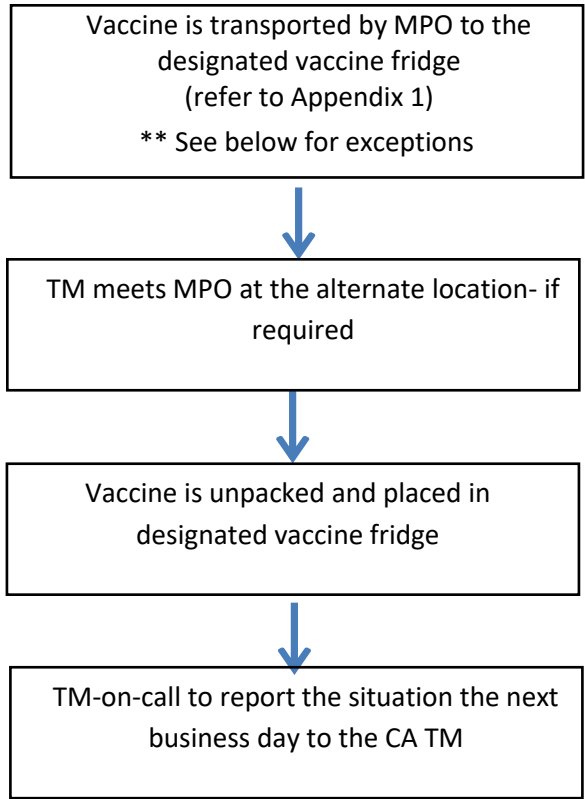 Vaccine is transported by MPO to the
designated vaccine fridge
(refer to Appendix 1)
** See below for exceptions
TM meets MPO at the alternate location- if
required
Vaccine is unpacked and placed in
designated vaccine fridge
TM-on-call to report the situation the next
business day to the CA TM